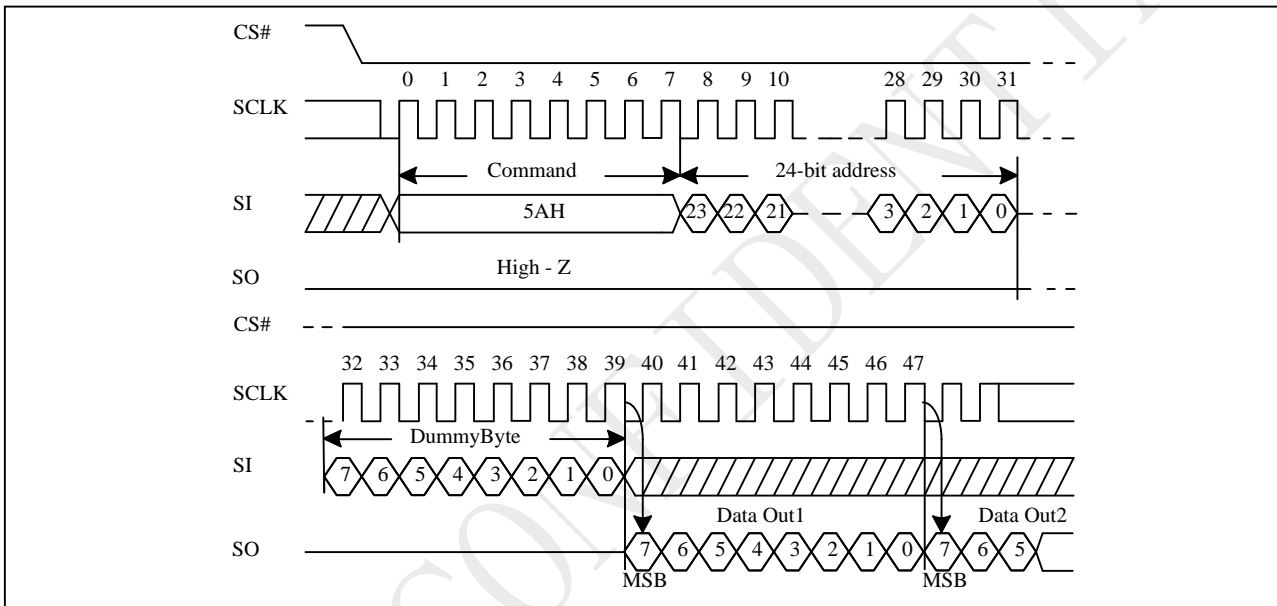 CS#
0 1 2 3 4 5 6 7 8 9 10 28 29 30 31
SCLK
Command 24-bit address
SI 5AH 23 22 21 3 2 1 0
High - Z
SO
CS#
32 33 34 35 36 37 38 39 40 41 42 43 44 45 46 47
SCLK
DummyByte
SI 7 6 5 4 3 2 1 0
Data Out1 Data Out2
SO 7 6 5 4 3 2 1 0 7 6 5
MSB MSB
CONFIDENTIA